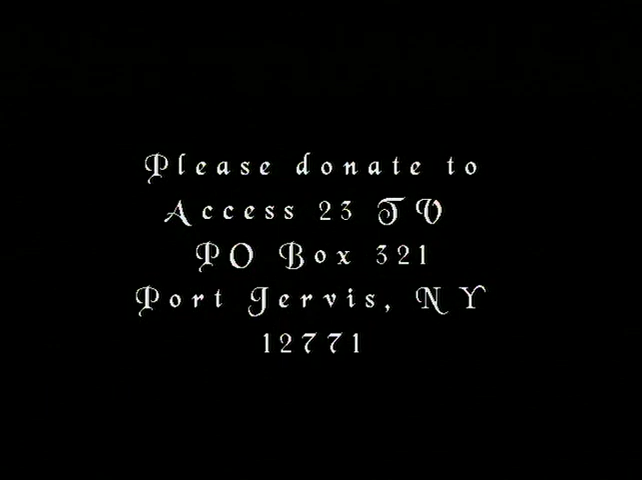 Please donate to
Access 23 TV
PO Box 321
Port Jervis, NY
12771